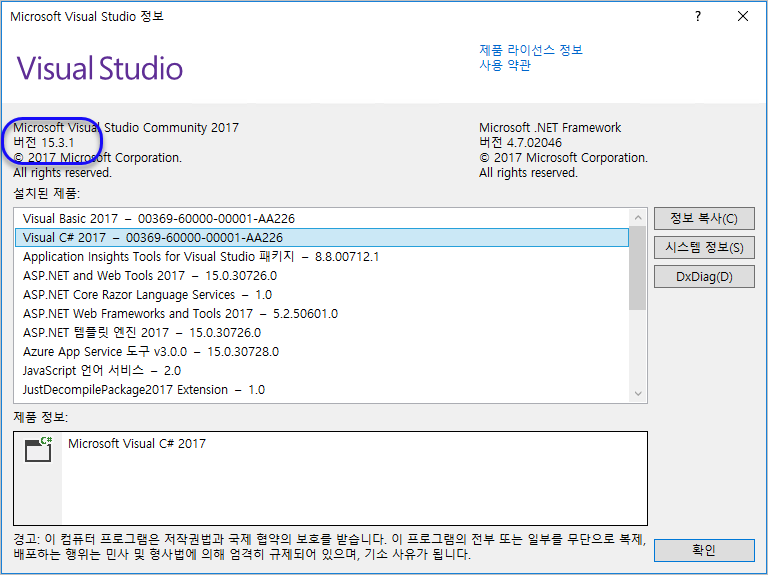 Microsoft Visual Studio 정보
?
Visual Studio
제품 라이선스 정보
사용 약관
Microsoft Visual Studio Community 2017
버전 15.3.1
© 2017 Microsoft Corporation.
All rights reserved.
Microsoft .NET Framework
버전 4.7.02046
© 2017 Microsoft Corporation.
All rights reserved.
설치된 제품:
Visual Basic 2017 – 00369-60000-00001-AA226
Visual C# 2017 – 00369-60000-00001-AA226
Application Insights Tools for Visual Studio 패키지 – 8.8.00712.1
ASP.NET and Web Tools 2017 – 15.0.30726.0
ASP.NET Core Razor Language Services – 1.0
ASP.NET Web Frameworks and Tools 2017 – 5.2.50601.0
ASP.NET 템플릿 엔진 2017 – 15.0.30726.0
Azure App Service 도구 v3.0.0 – 15.0.30728.0
JavaScript 언어 서비스 – 2.0
JustDecompilePackage2017 Extension – 1.0
정보 복사(C)
시스템 정보(S)
DxDiag(D)
제품 정보:
C#
Microsoft Visual C# 2017
경고: 이 컴퓨터 프로그램은 저작권법과 국제 협약의 보호를 받습니다. 이 프로그램의 전부 또는 일부를 무단으로 복제,
배포하는 행위는 민사 및 형사법에 의해 엄격히 규제되어 있으며, 기소 사유가 됩니다.
확인